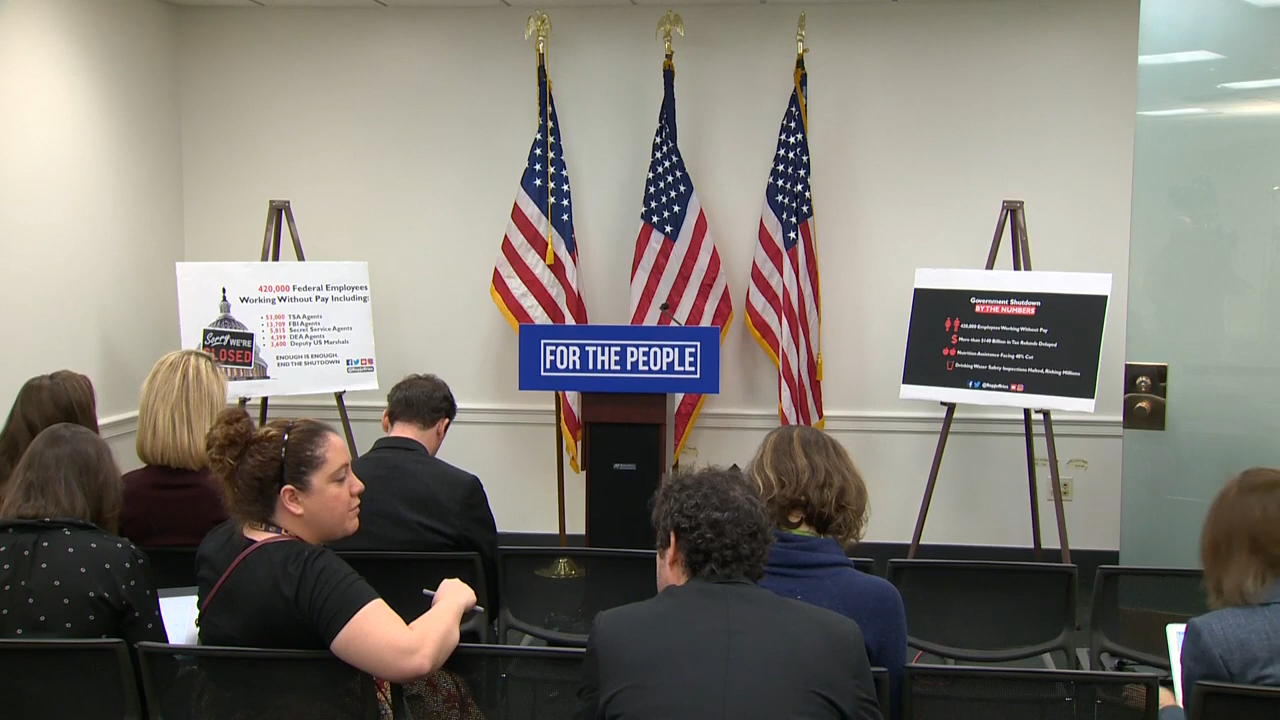 420,000 Federal Employees
Working Without Pay Including:
• 53,000 TSA Agents
• 13,709 FBI Agents
• 5,915 Secret Service Agents
• 4,399 DEA Agents
• 3,600 Deputy US Marshals
Sorry WE'RE
CLOSED
ENOUGH IS ENOUGH.
END THE SHUTDOWN
@RepJeffries
FOR THE PEOPLE
Government Shutdown
BY THE NUMBERS
420,000 Employees Working Without Pay
More than $140 Billion in Tax Refunds Delayed
Nutrition Assistance Facing 40% Cut
Drinking Water Safety Inspections Halted, Risking Millions
@RepJeffries